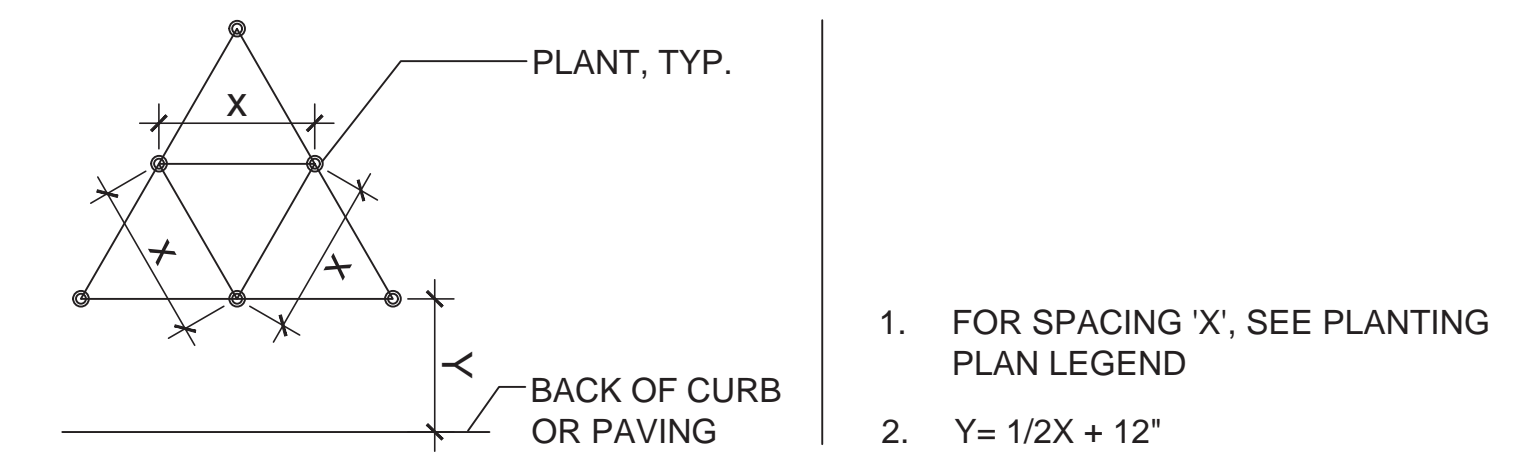 PLANT, TYP.
X
X
X
Y
BACK OF CURB
OR PAVING
1. FOR SPACING 'X', SEE PLANTING
PLAN LEGEND
2. Y= 1/2X + 12"